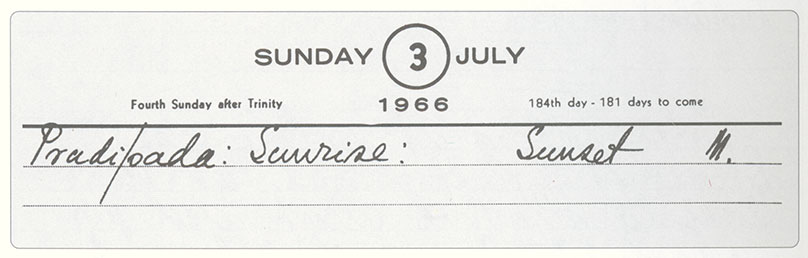 SUNDAY 3 JULY
Fourth Sunday after Trinity 1966 184th day - 181 days to come
Pradipada: Sunrise: Sunset M.